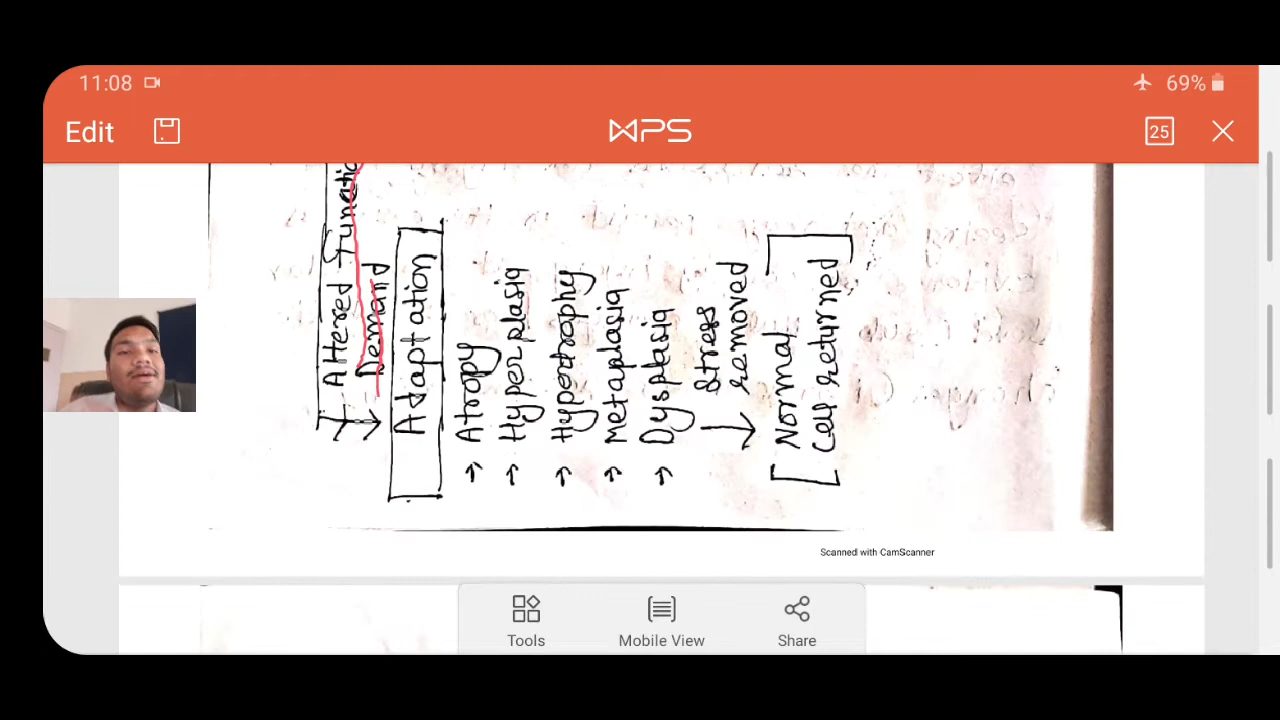 11:08
69%
Edit
WPS
25
Altered Functio
Demand
Adaptation
→ Atropy
→ Hyperplasia
→ Hypertrophy
→ Metaplasia
→ Dysplasia
Stress
removed
Normal
Cell returned
Scanned with CamScanner
Tools
Mobile View
Share